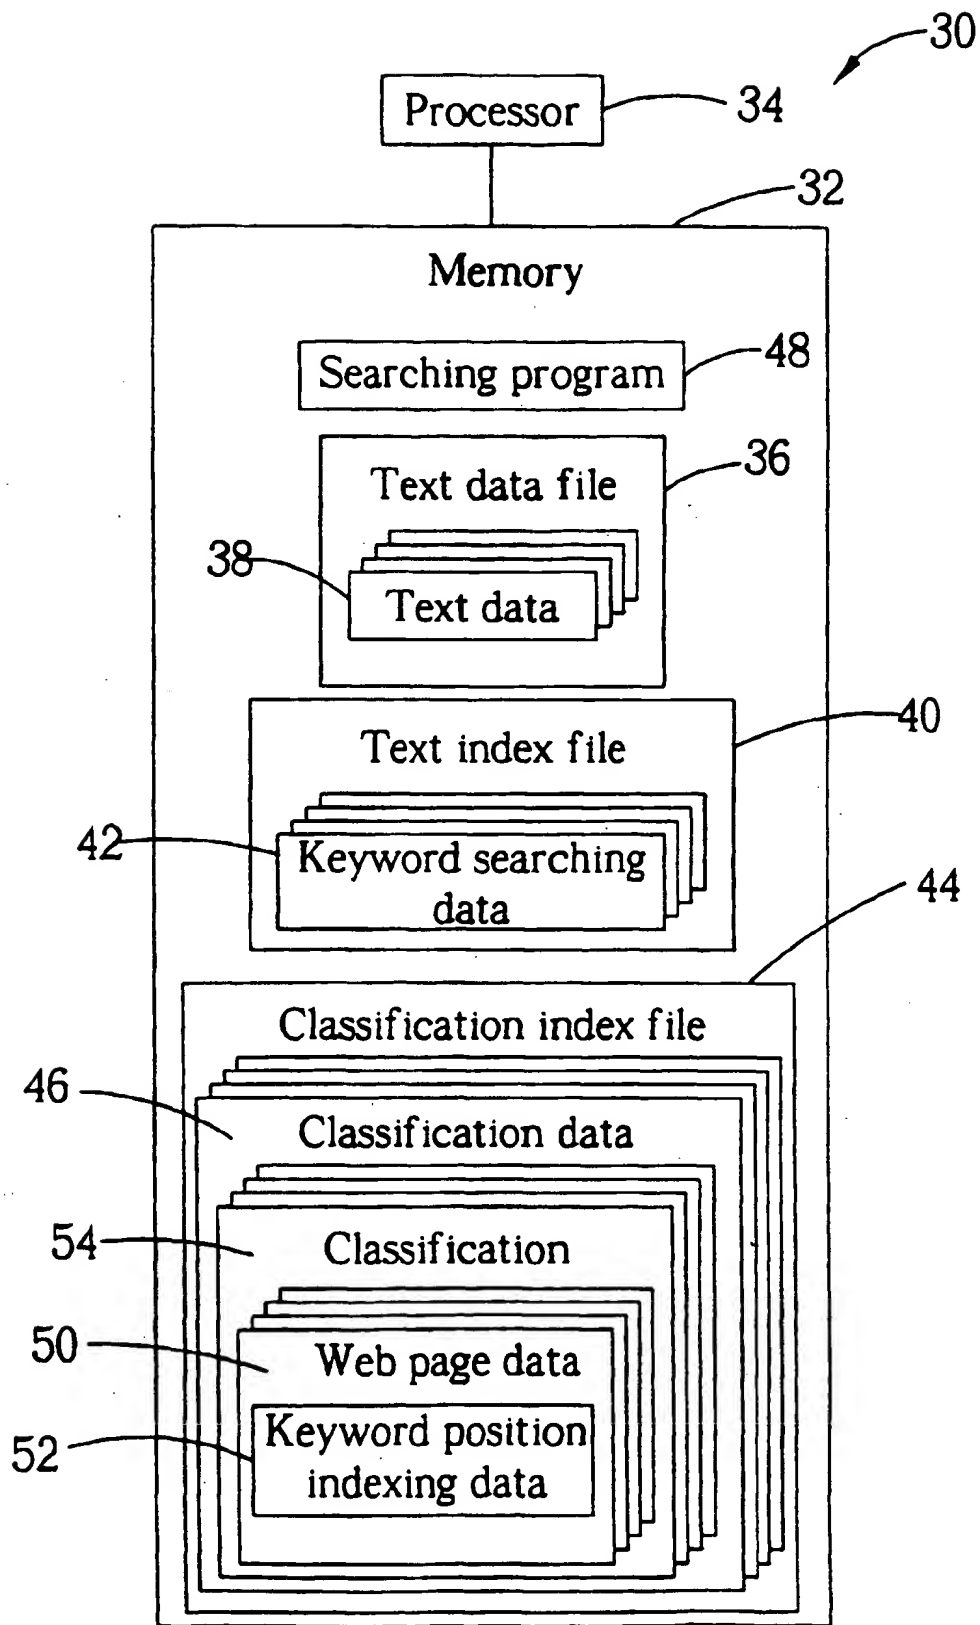 30
Processor
34
32
Memory
Searching program
48
Text data file
36
38
Text data
Text index file
40
42
Keyword searching
data
44
Classification index file
46
Classification data
54
Classification
50
Web page data
52
Keyword position
indexing data